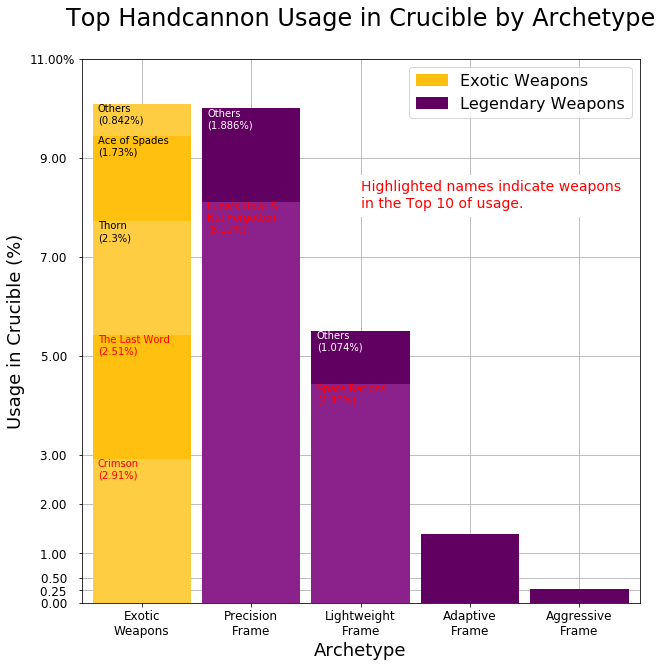 Top Handcannon Usage in Crucible by Archetype
11.00%
9.00
7.00
5.00
3.00
2.00
1.00
0.50
0.25
0.00
Usage in Crucible (%)
Exotic Weapons
Legendary Weapons
Highlighted names indicate weapons
in the Top 10 of usage.
Others
(0.842%)
Ace of Spades
(1.73%)
Thorn
(2.3%)
The Last Word
(2.51%)
Crimson
(2.91%)
Others
(1.886%)
Others
(1.074%)
Exotic
Weapons
Precision
Frame
Lightweight
Frame
Adaptive
Frame
Aggressive
Frame
Archetype